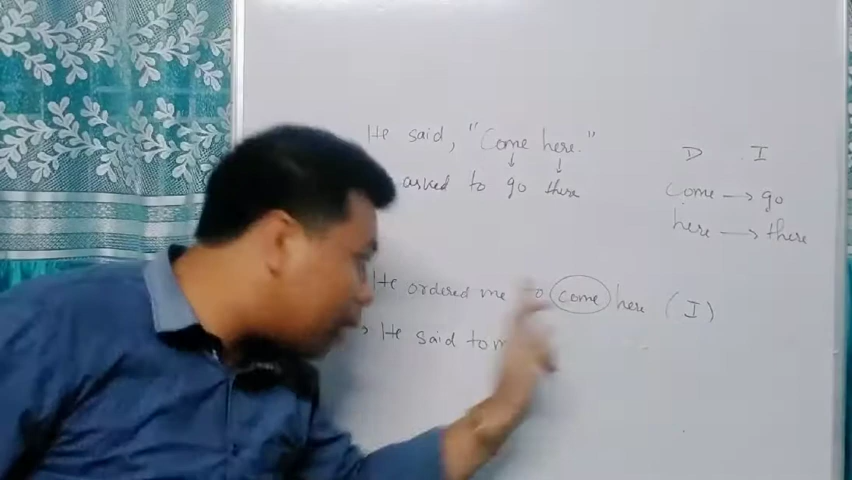 He said, "Come here."
asked to go there
D I
come → go
here → there
He ordered me to come here (I)
He said to m